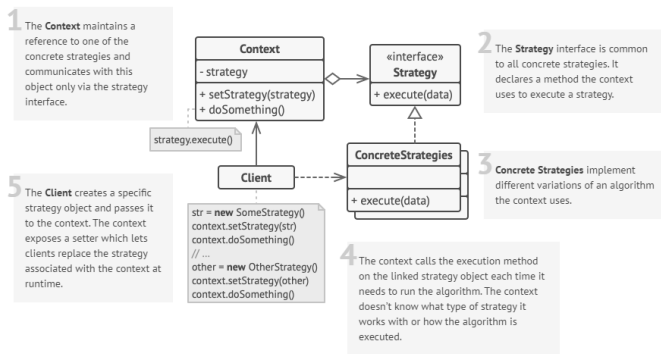 1
The Context maintains a
reference to one of the
concrete strategies and
communicates with this
object only via the strategy
interface.
Context
- strategy
+ setStrategy(strategy)
+ doSomething()
strategy.execute()
«interface»
Strategy
+ execute(data)
2
The Strategy interface is common
to all concrete strategies. It
declares a method the context
uses to execute a strategy.
ConcreteStrategies
+ execute(data)
3
Concrete Strategies implement
different variations of an algorithm
the context uses.
Client
str = new SomeStrategy()
context.setStrategy(str)
context.doSomething()
// ...
other = new OtherStrategy()
context.setStrategy(other)
context.doSomething()
5
The Client creates a specific
strategy object and passes it
to the context. The context
exposes a setter which lets
clients replace the strategy
associated with the context at
runtime.
4
The context calls the execution method
on the linked strategy object each time it
needs to run the algorithm. The context
doesn't know what type of strategy it
works with or how the algorithm is
executed.